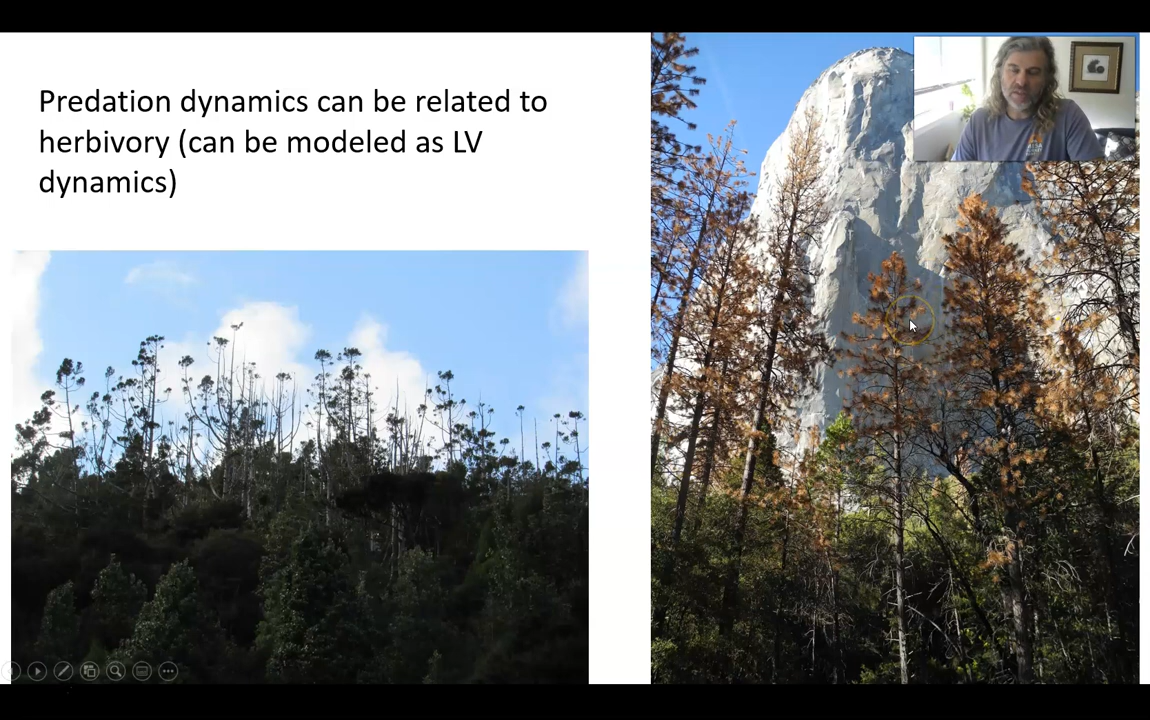 Predation dynamics can be related to
herbivory (can be modeled as LV
dynamics)